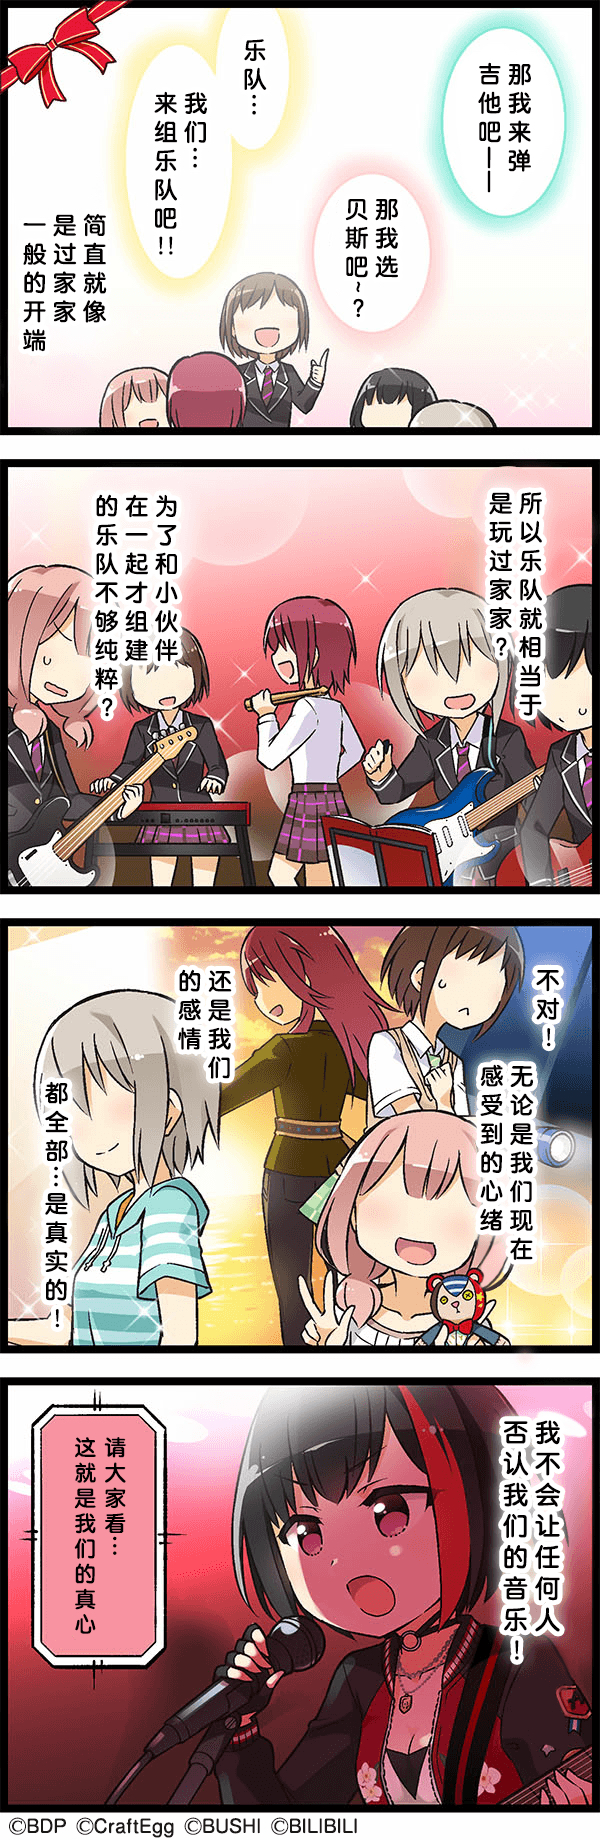 乐队…
我们…
来组乐队吧！！
那我来弹
吉他吧——
那我选
贝斯吧~？
简直就像
是过家家
一般的开端
所以乐队就相当于
是玩过家家？
为了和小伙伴
在一起才组建
的乐队不够纯粹？
不对！
无论是我们现在
感受到的心绪
还是我们
的感情
都全部…是真实的！
我不会让任何人
否认我们的音乐！
请大家看…
这就是我们的真心
©BDP ©CraftEgg ©BUSHI ©BILIBILI